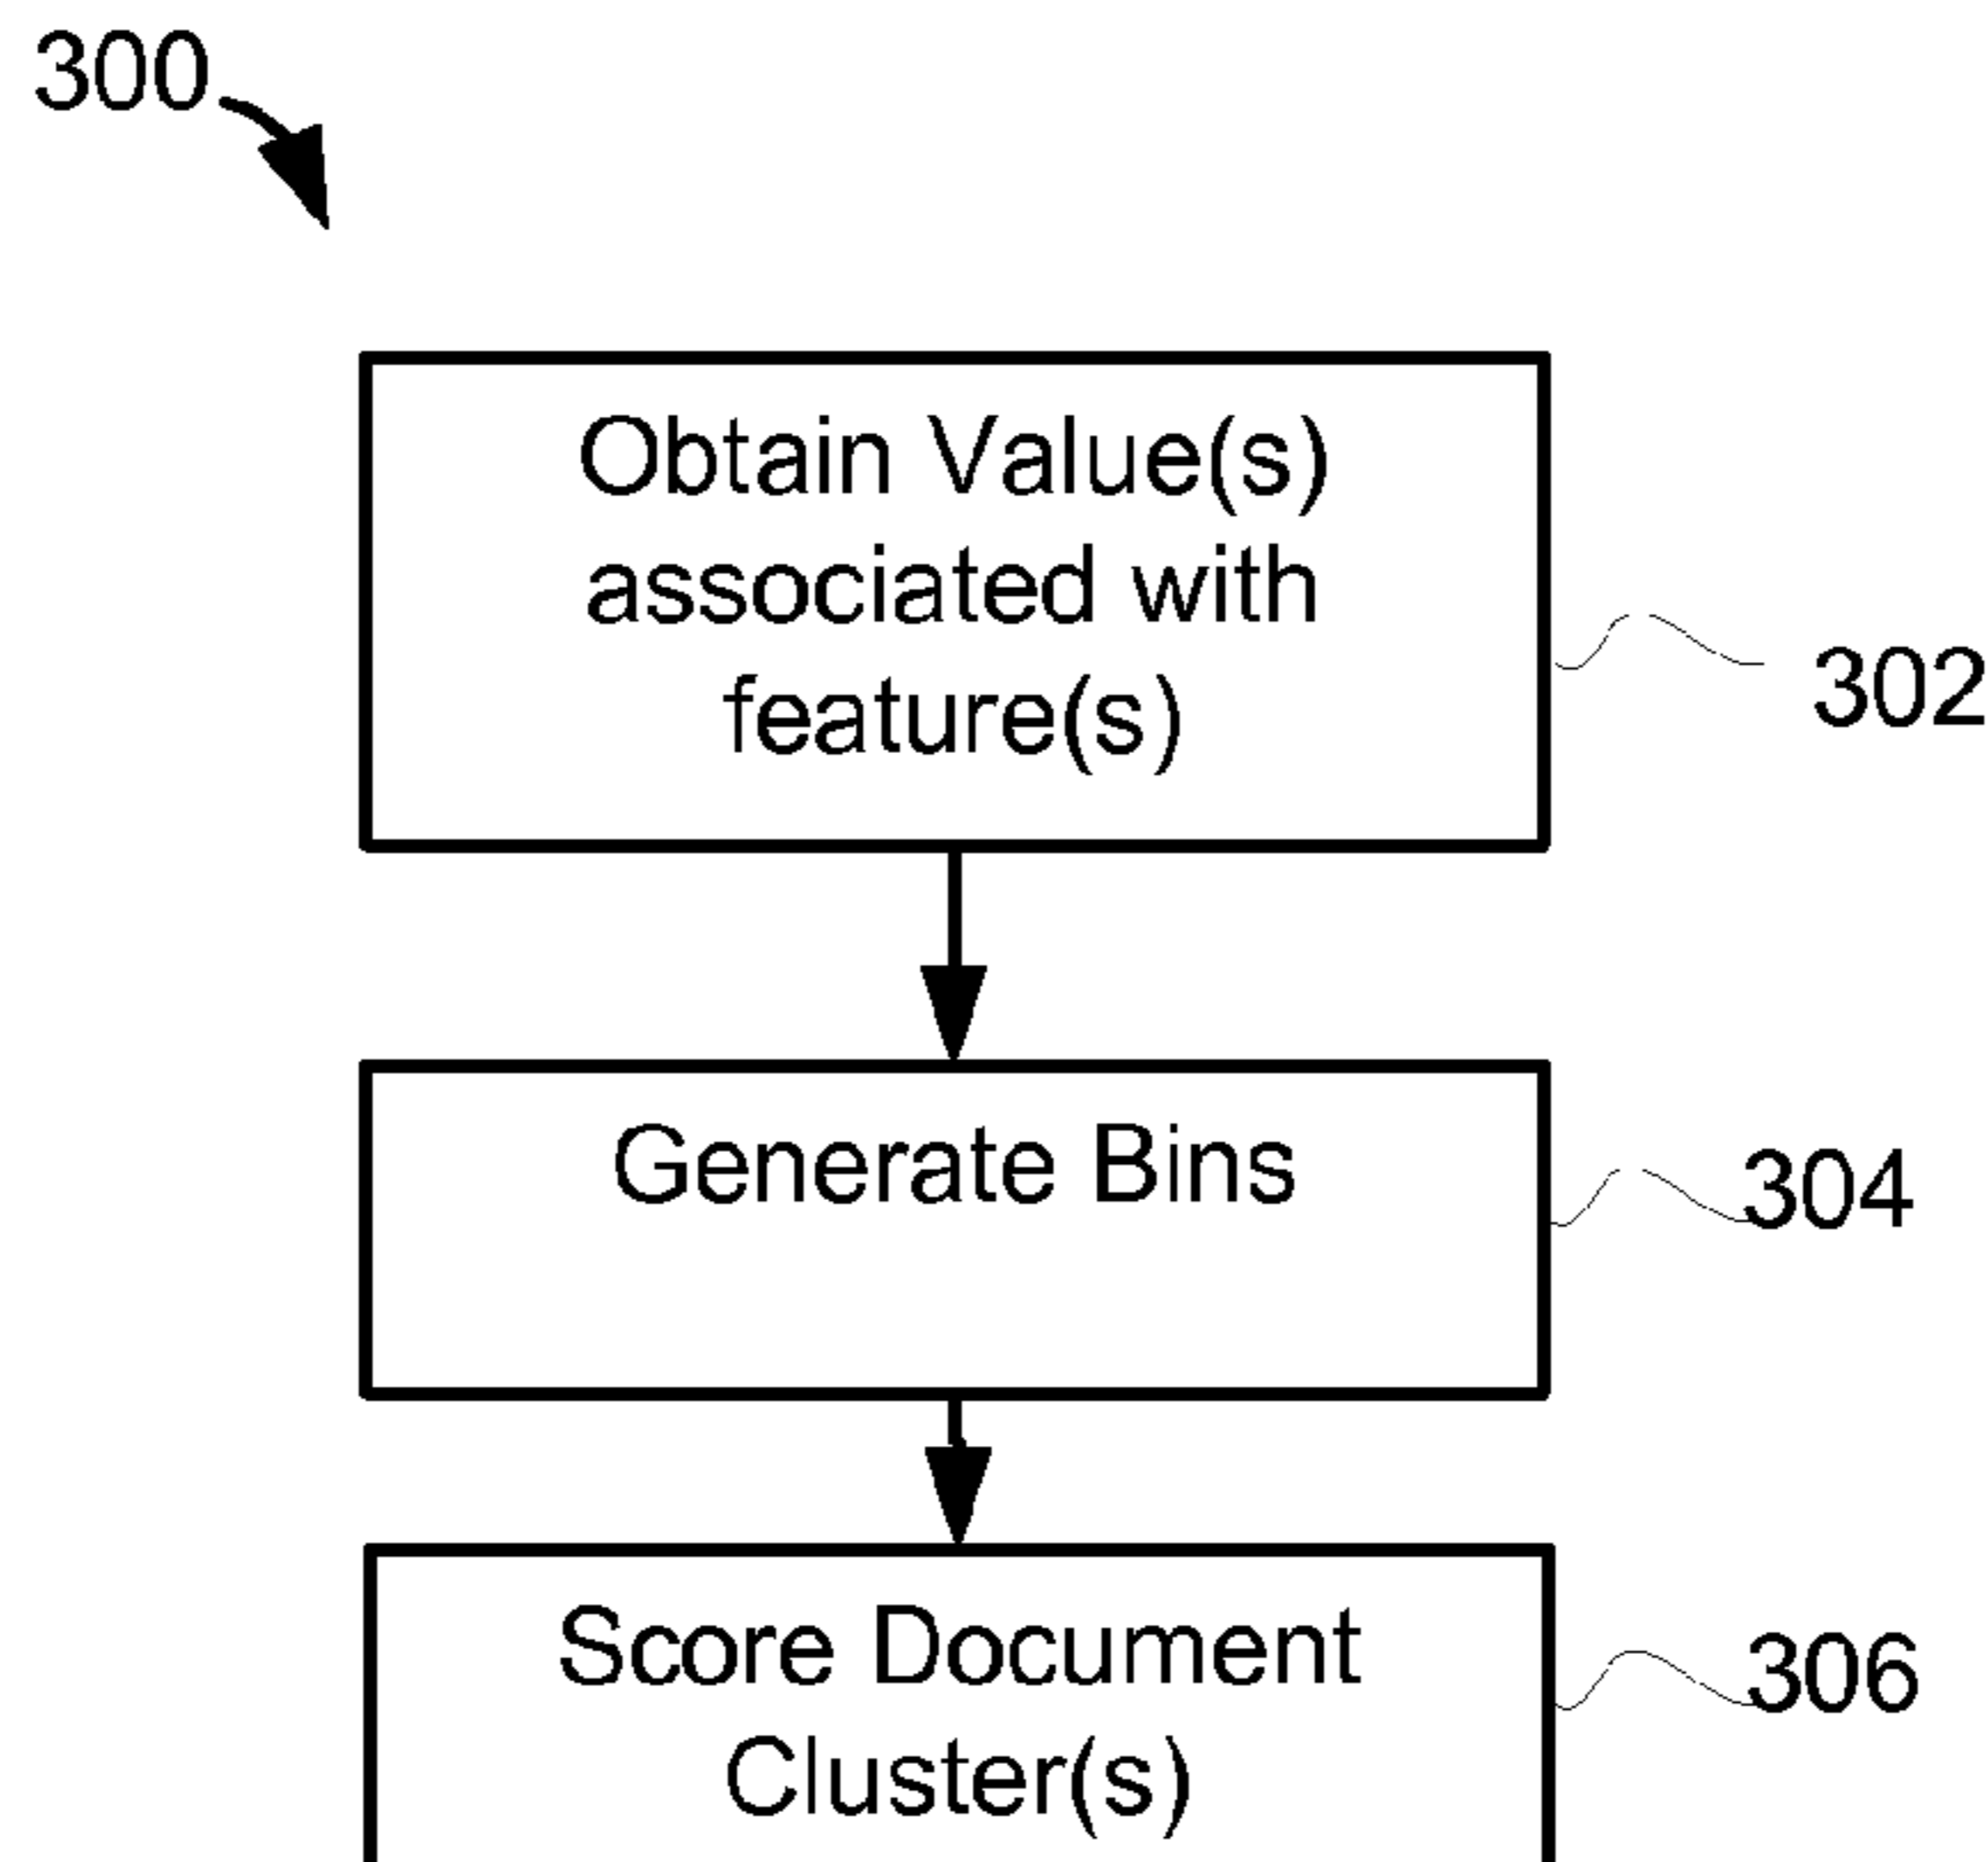 300
Obtain Value(s)
associated with
feature(s)
302
Generate Bins
304
Score Document
Cluster(s)
306